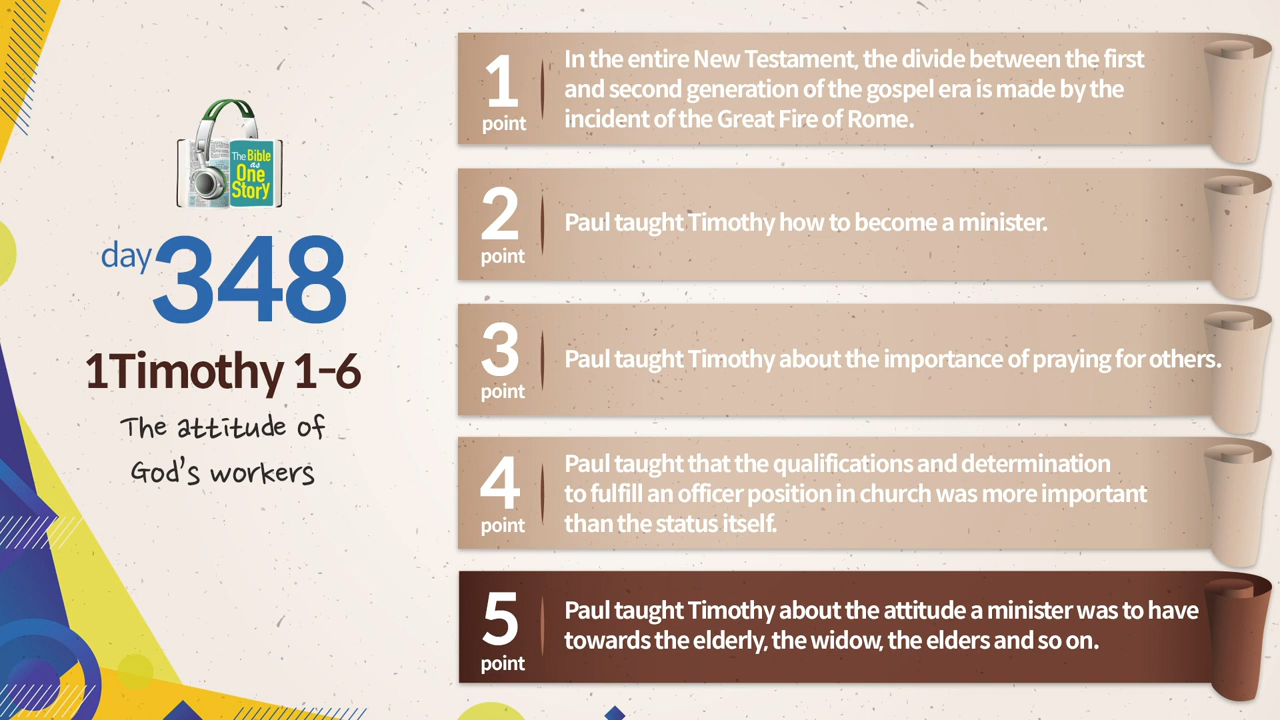 The Bible
as
One
Story
day 348
1Timothy 1-6
The attitude of
God's workers
1
point
In the entire New Testament, the divide between the first
and second generation of the gospel era is made by the
incident of the Great Fire of Rome.
2
point
Paul taught Timothy how to become a minister.
3
point
Paul taught Timothy about the importance of praying for others.
4
point
Paul taught that the qualifications and determination
to fulfill an officer position in church was more important
than the status itself.
5
point
Paul taught Timothy about the attitude a minister was to have
towards the elderly, the widow, the elders and so on.